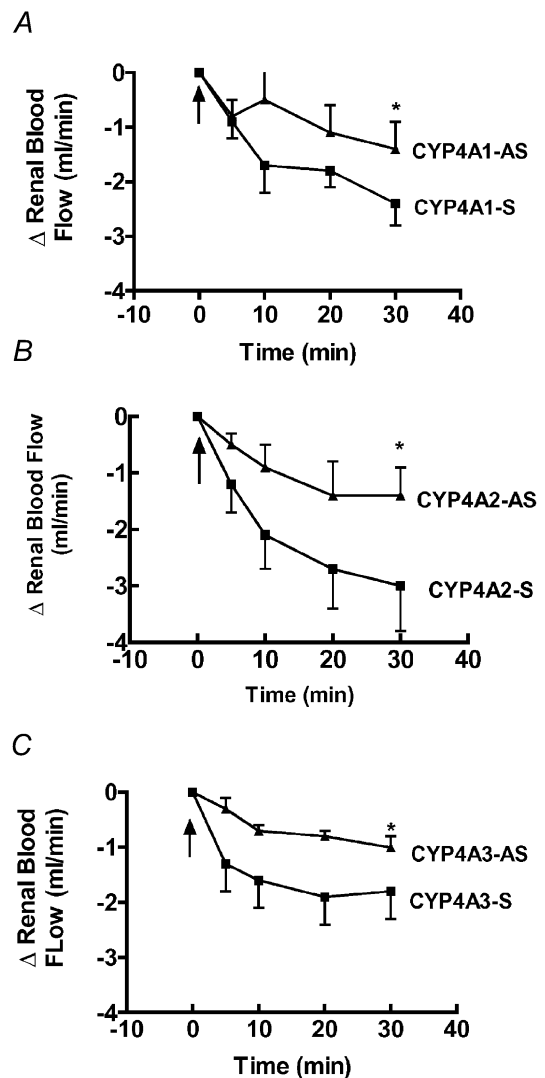 A
Δ Renal Blood
Flow (ml/min)
0
-1
-2
-3
-4
*
CYP4A1-AS
CYP4A1-S
-10 0 10 20 30 40
Time (min)
B
Δ Renal Blood Flow
(ml/min)
0
-1
-2
-3
-4
*
CYP4A2-AS
CYP4A2-S
-10 0 10 20 30 40
Time (min)
C
Δ Renal Blood
FLow (ml/min)
0
-1
-2
-3
-4
*
CYP4A3-AS
CYP4A3-S
-10 0 10 20 30 40
Time (min)